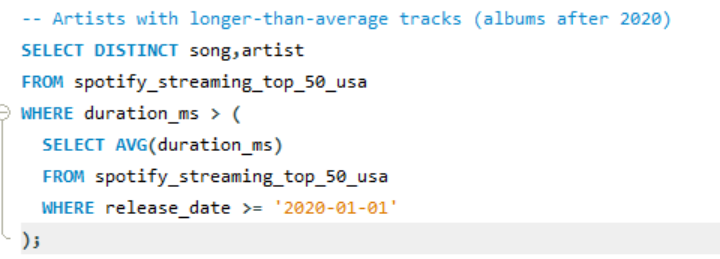 -- Artists with longer-than-average tracks (albums after 2020)
SELECT DISTINCT song,artist
FROM spotify_streaming_top_50_usa
WHERE duration_ms > (
SELECT AVG(duration_ms)
FROM spotify_streaming_top_50_usa
WHERE release_date >= '2020-01-01'
);